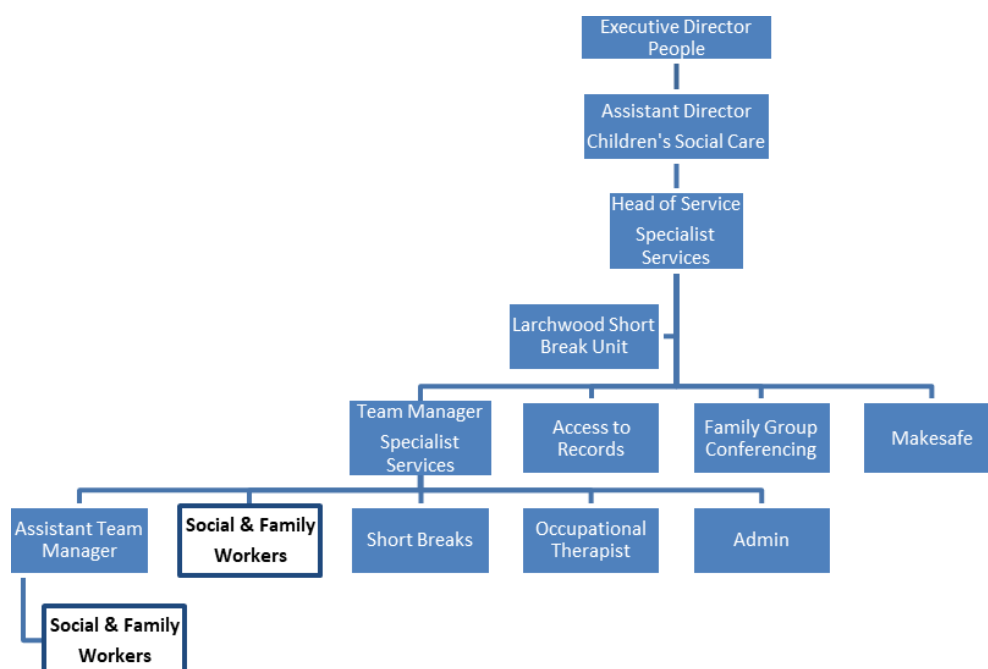 Executive Director
People
Assistant Director
Children's Social Care
Head of Service
Specialist
Services
Larchwood Short
Break Unit
Team Manager
Specialist
Services
Access to
Records
Family Group
Conferencing
Makesafe
Assistant Team
Manager
Social & Family
Workers
Short Breaks
Occupational
Therapist
Admin
Social & Family
Workers